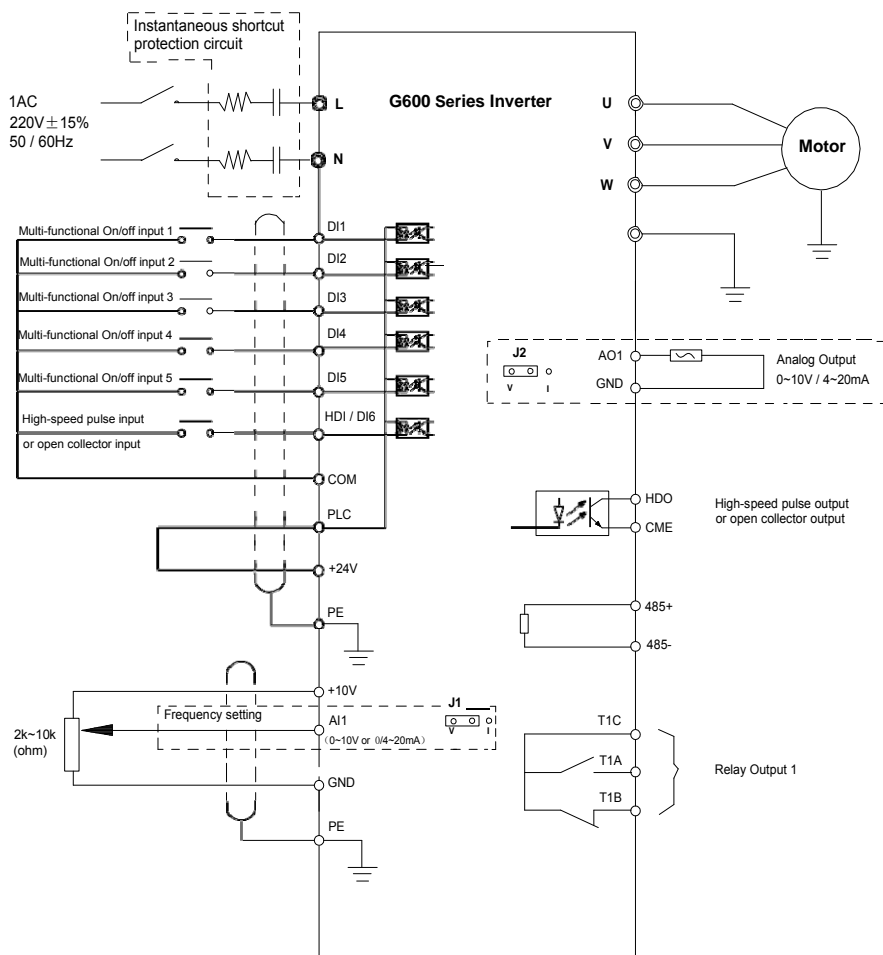 Instantaneous shortcut
protection circuit
G600 Series Inverter
1AC
220V±15%
50 / 60Hz
L
N
U
V
W
Motor
Multi-functional On/off input 1
DI1
Multi-functional On/off input 2
DI2
Multi-functional On/off input 3
DI3
Multi-functional On/off input 4
DI4
Multi-functional On/off input 5
DI5
High-speed pulse input
or open collector input
HDI / DI6
COM
PLC
+24V
PE
J2
V
I
AO1
GND
Analog Output
0~10V / 4~20mA
HDO
CME
High-speed pulse output
or open collector output
485+
485-
+10V
Frequency setting
AI1
(0~10V or 0/4~20mA)
J1
V
I
2k~10k
(ohm)
GND
PE
T1C
T1A
T1B
Relay Output 1